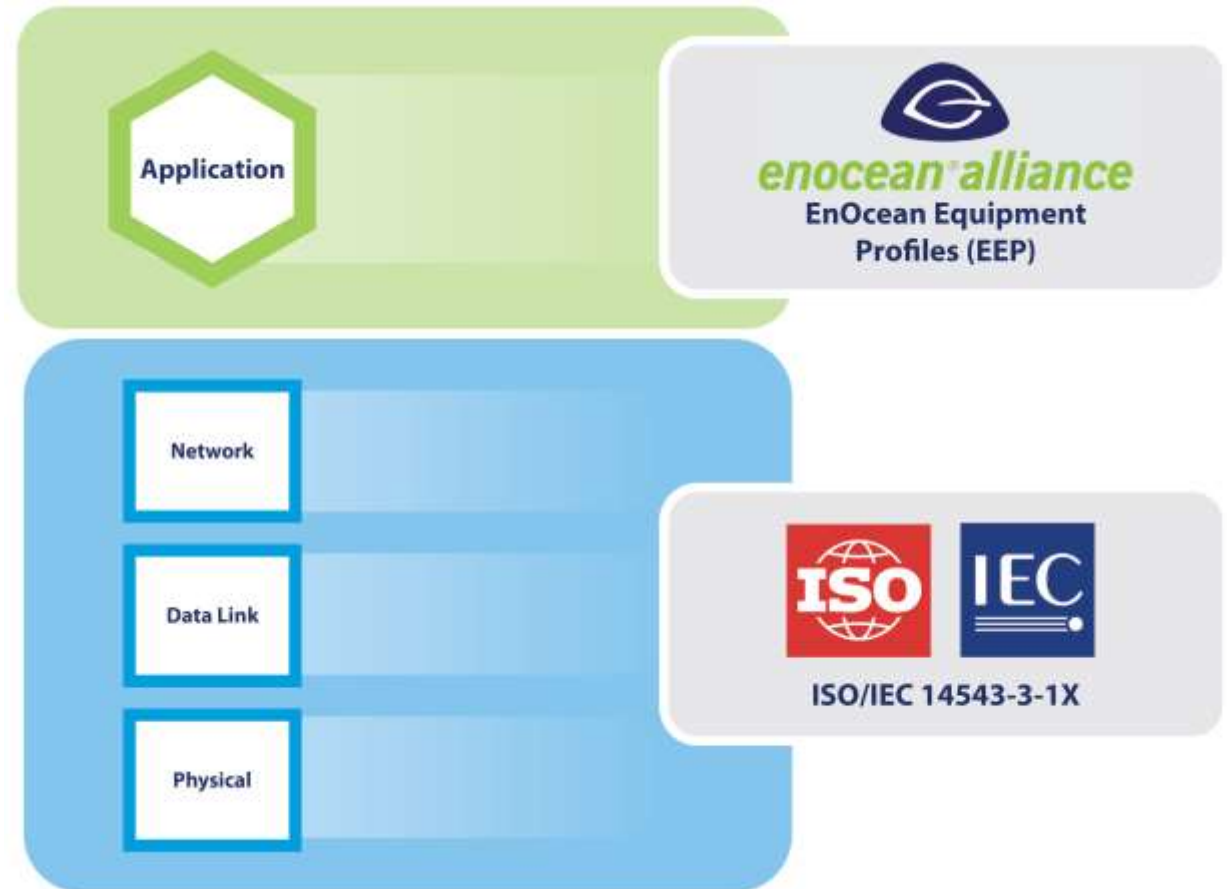 Application
enocean® alliance
EnOcean Equipment
Profiles (EEP)
Network
Data Link
Physical
ISO
IEC
ISO/IEC 14543-3-1X